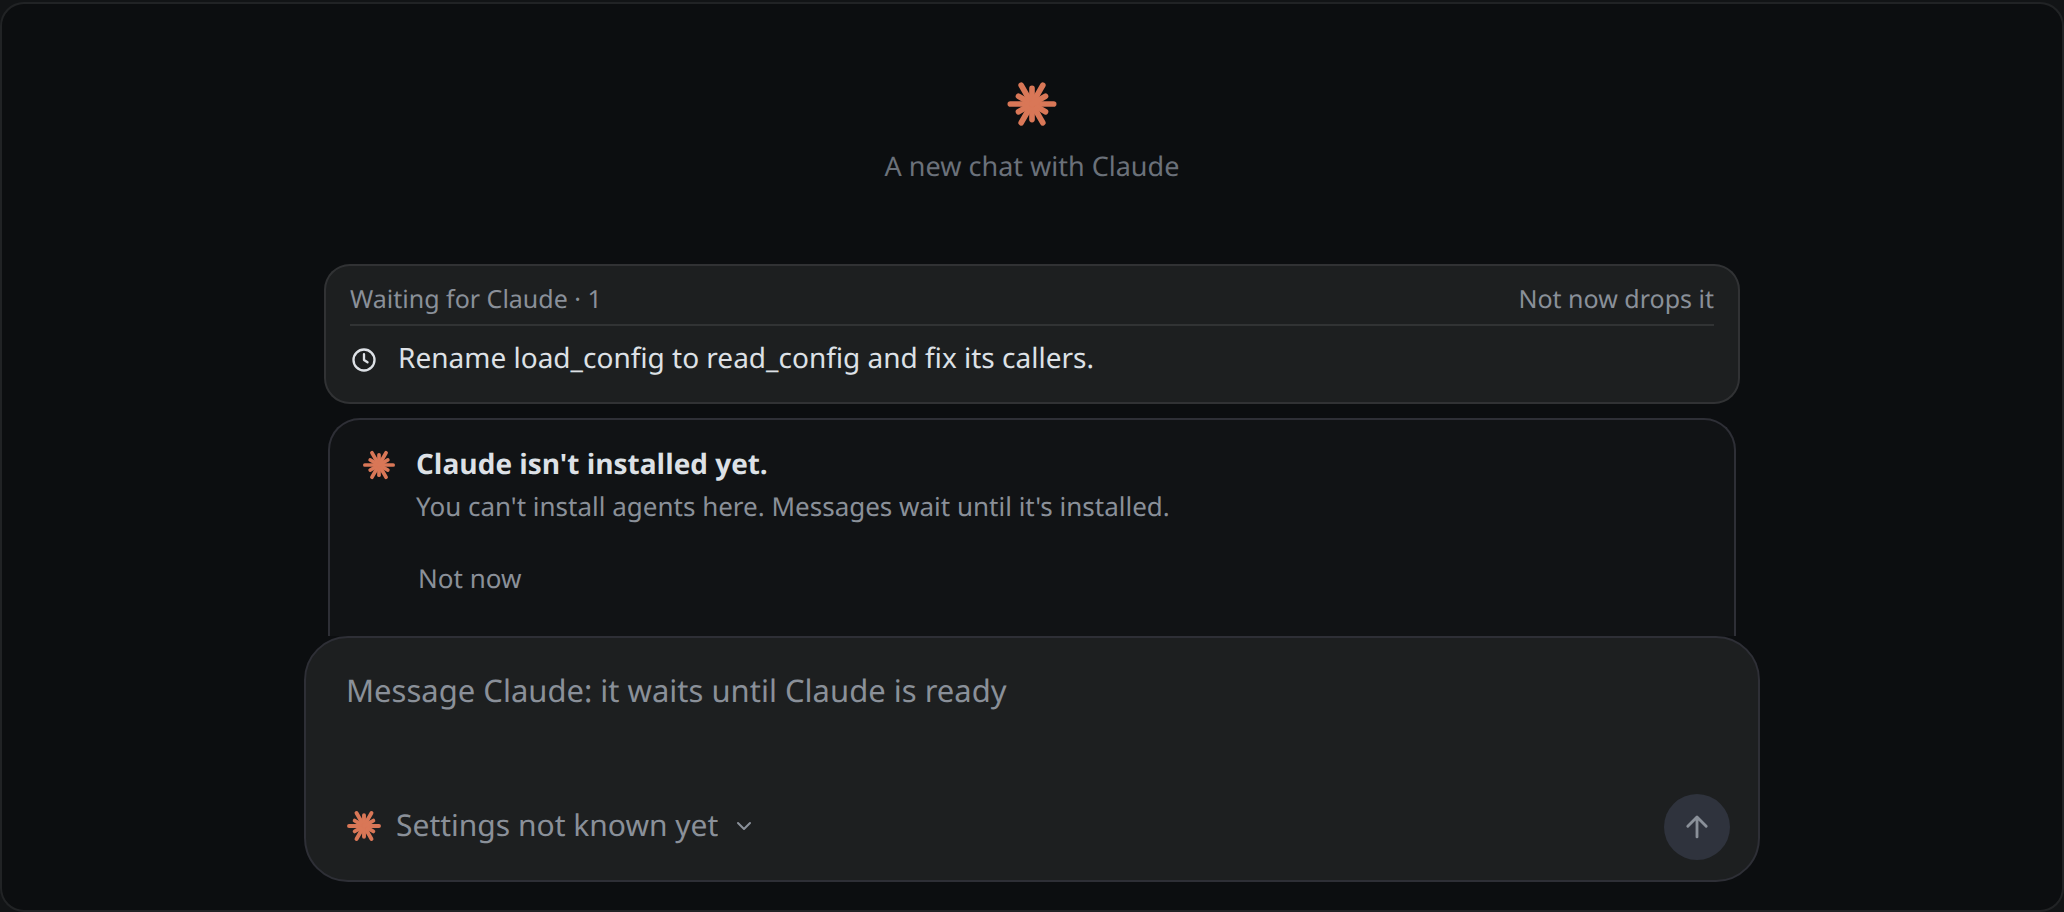 A new chat with Claude
Waiting for Claude · 1
Not now drops it
Rename load_config to read_config and fix its callers.
Claude isn't installed yet.
You can't install agents here. Messages wait until it's installed.
Not now
Message Claude: it waits until Claude is ready
Settings not known yet